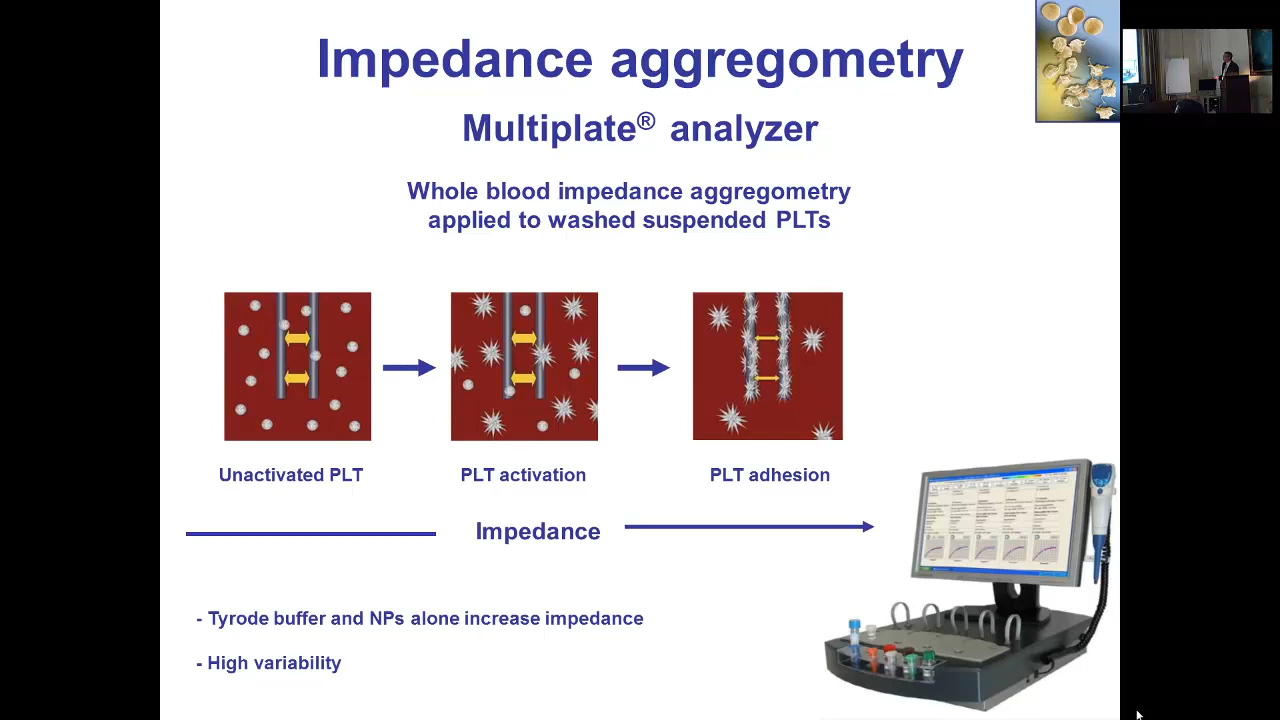 Impedance aggregometry
Multiplate® analyzer
Whole blood impedance aggregometry
applied to washed suspended PLTs
Unactivated PLT
PLT activation
PLT adhesion
Impedance
- Tyrode buffer and NPs alone increase impedance
- High variability